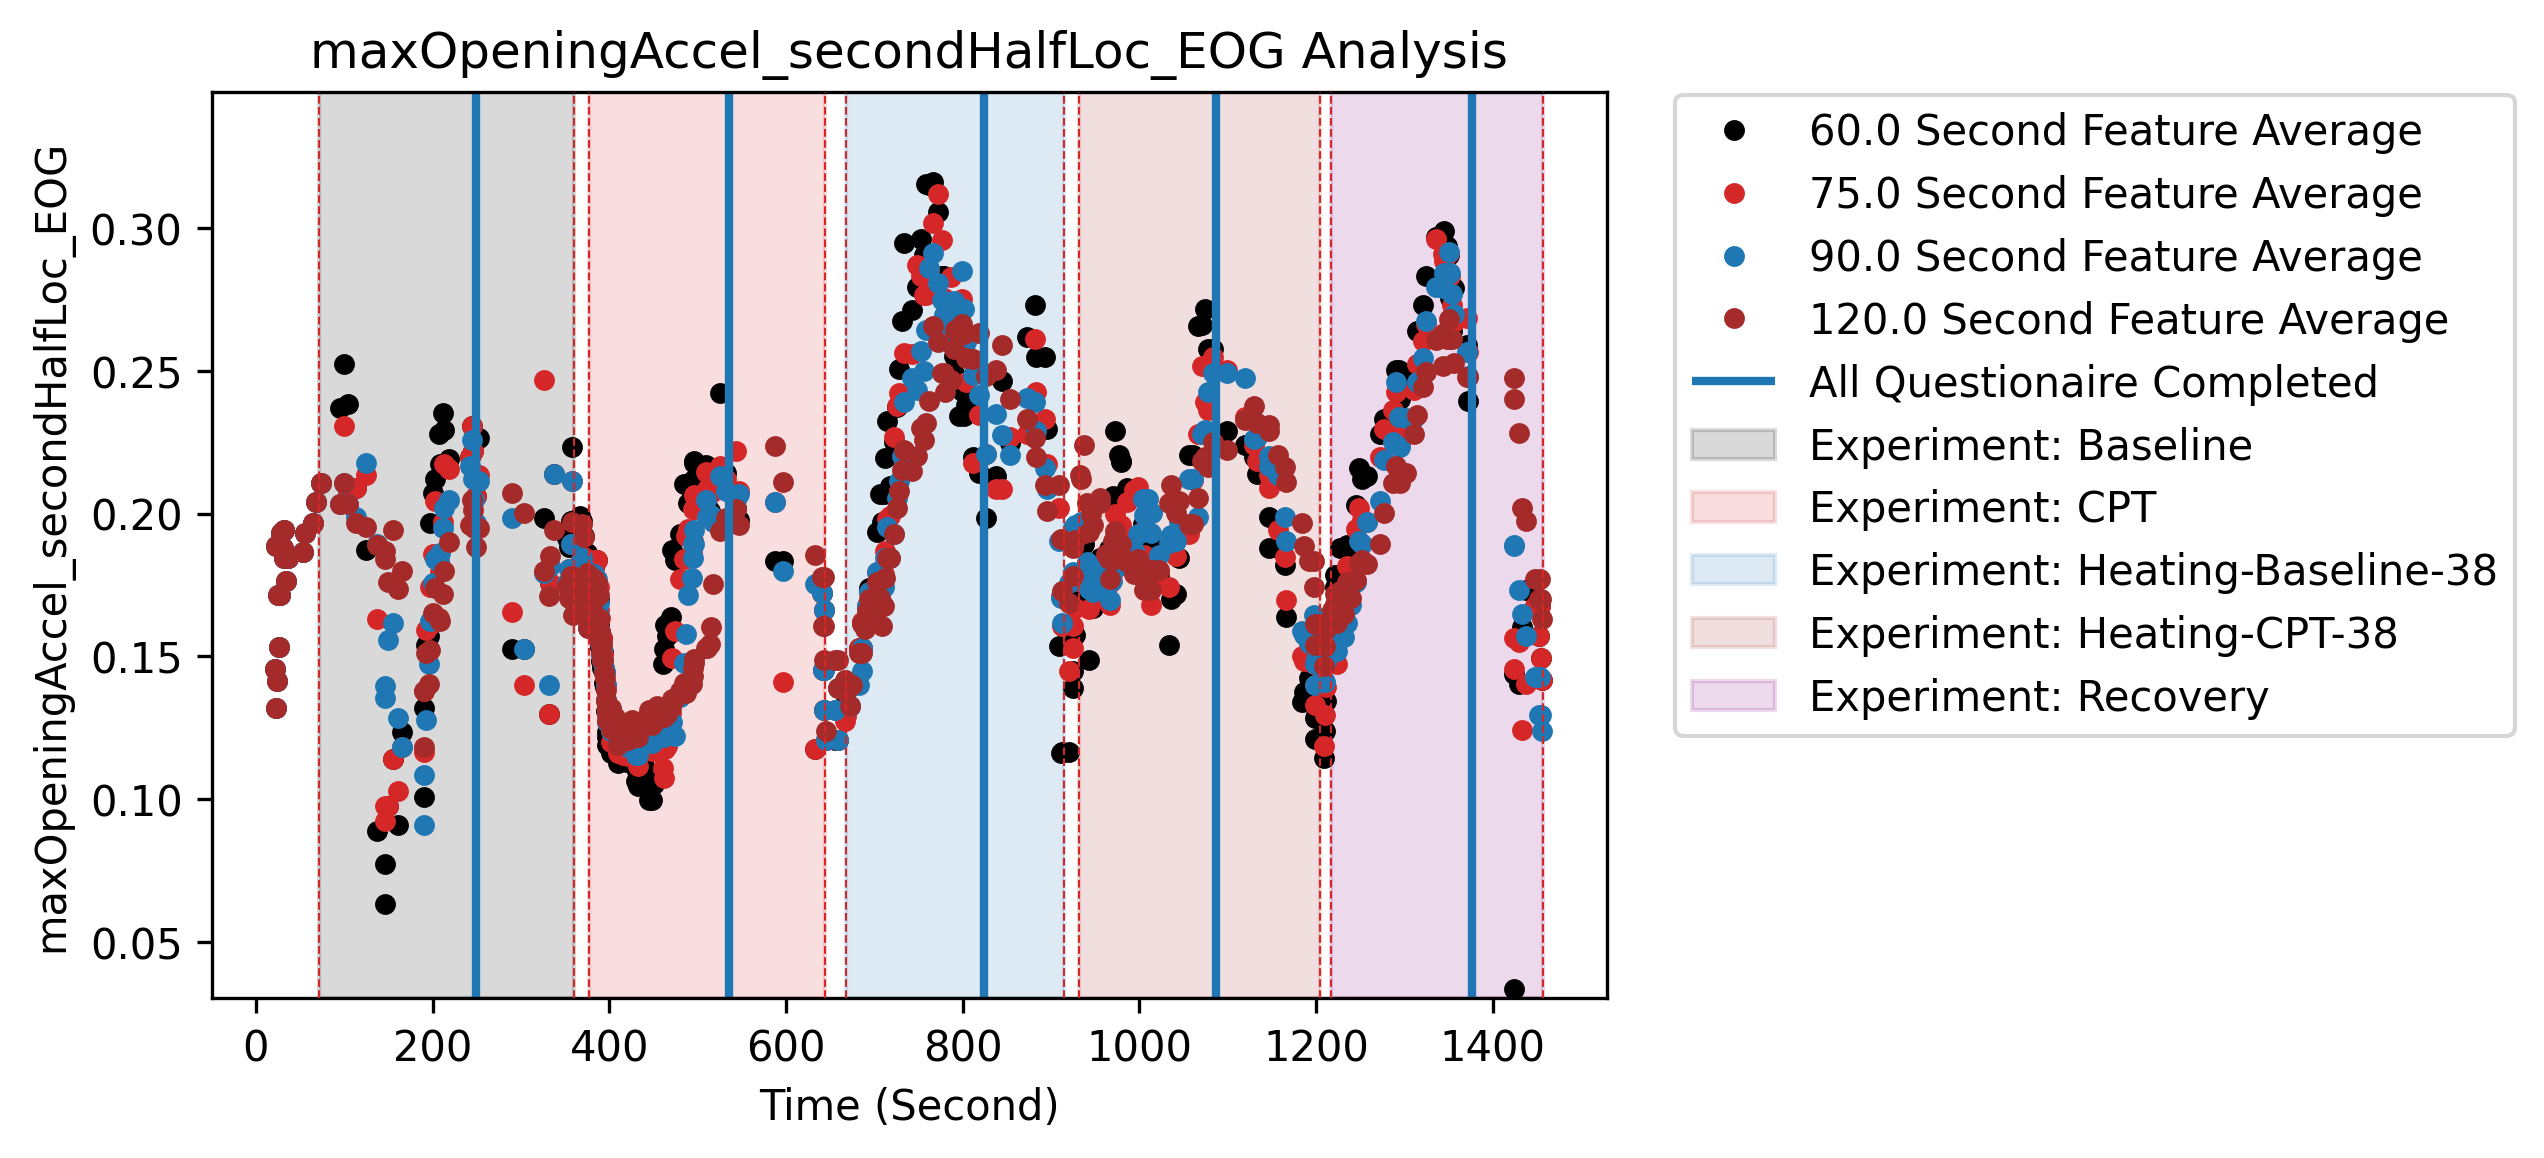 maxOpeningAccel_secondHalfLoc_EOG Analysis
maxOpeningAccel_secondHalfLoc_EOG
0.30
0.25
0.20
0.15
0.10
0.05
0 200 400 600 800 1000 1200 1400
Time (Second)
60.0 Second Feature Average
75.0 Second Feature Average
90.0 Second Feature Average
120.0 Second Feature Average
All Questionaire Completed
Experiment: Baseline
Experiment: CPT
Experiment: Heating-Baseline-38
Experiment: Heating-CPT-38
Experiment: Recovery